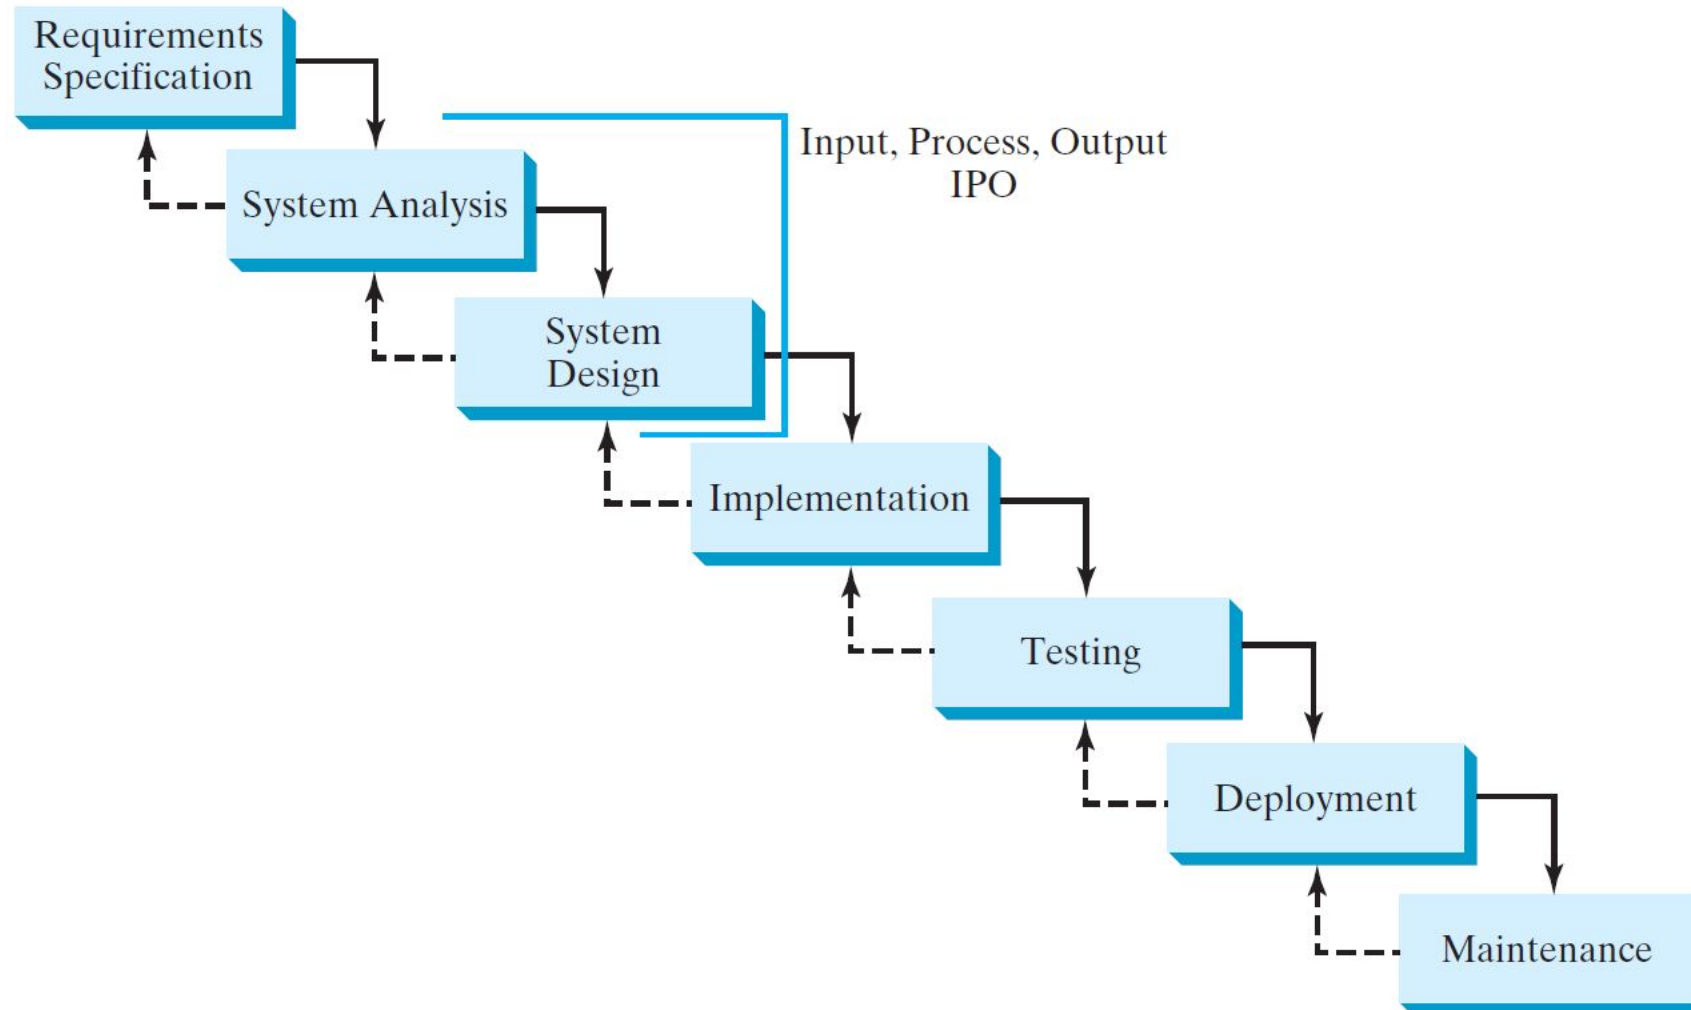 Requirements
Specification
Input, Process, Output
IPO
System Analysis
System
Design
Implementation
Testing
Deployment
Maintenance